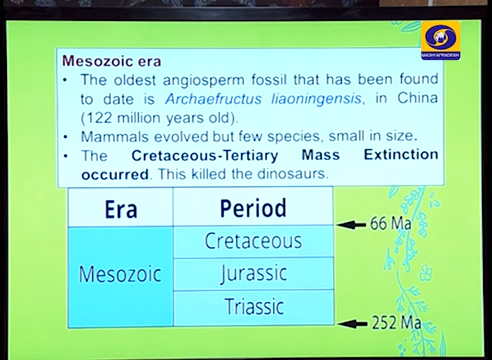 MADHYAPRADESH
Mesozoic era
• The oldest angiosperm fossil that has been found
to date is Archaefructus liaoningensis, in China
(122 million years old).
• Mammals evolved but few species, small in size.
• The Cretaceous-Tertiary Mass Extinction
occurred. This killed the dinosaurs.
Era Period
66 Ma
Cretaceous
Mesozoic Jurassic
Triassic
252 Ma